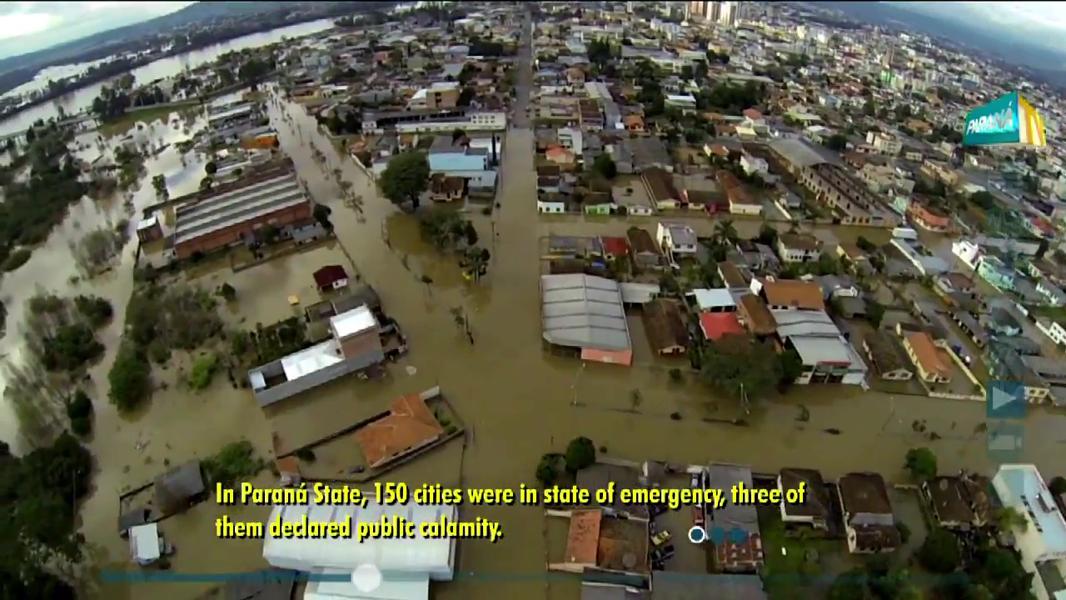 PARANÁ
In Paraná State, 150 cities were in state of emergency, three of
them declared public calamity.